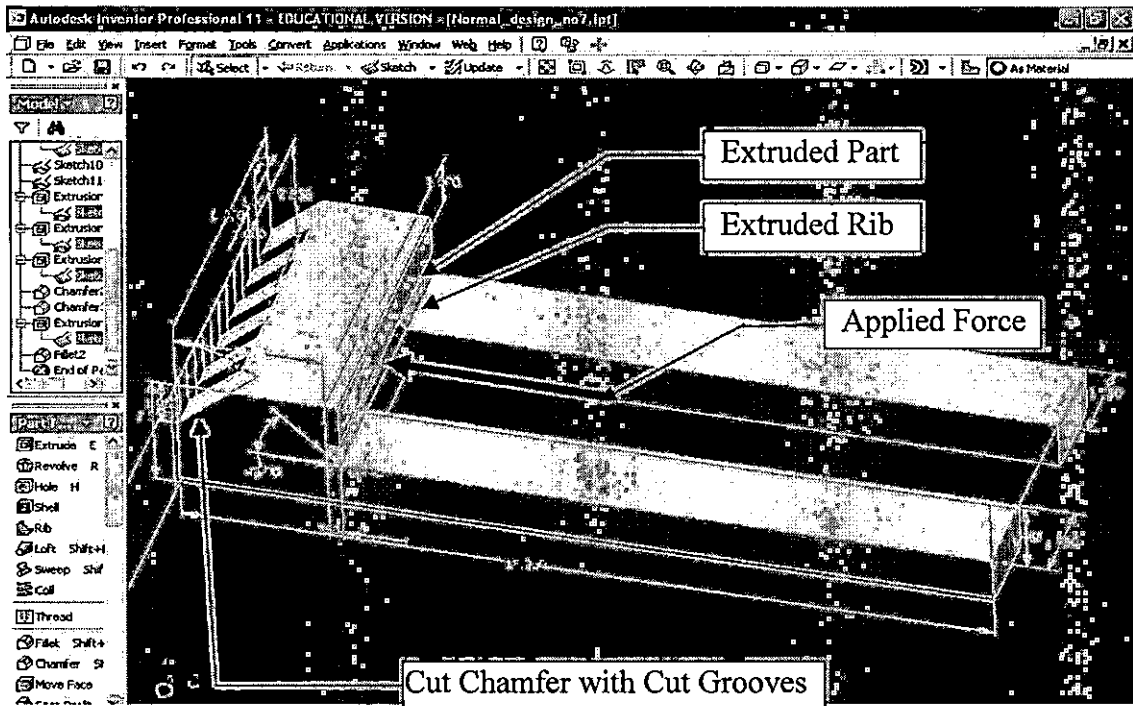 Autodesk Inventor Professional 11 - EDUCATIONAL VERSION - [Normal_design_no7.ipt]
File Edit View Insert Format Tools Convert Applications Window Web Help
Select Return Sketch Update As Material
Model
Sketch10
Sketch11
Extrusion
Extrusion
Extrusion
Chamfer
Chamfer
Extrusion
Fillet2
End of Pa
Extrude E
Revolve R
Hole H
Shell
Rib
Loft Shift+
Sweep Shif
Coil
Thread
Fillet Shift+
Chamfer S
Move Face
Extruded Part
Extruded Rib
Applied Force
Cut Chamfer with Cut Grooves